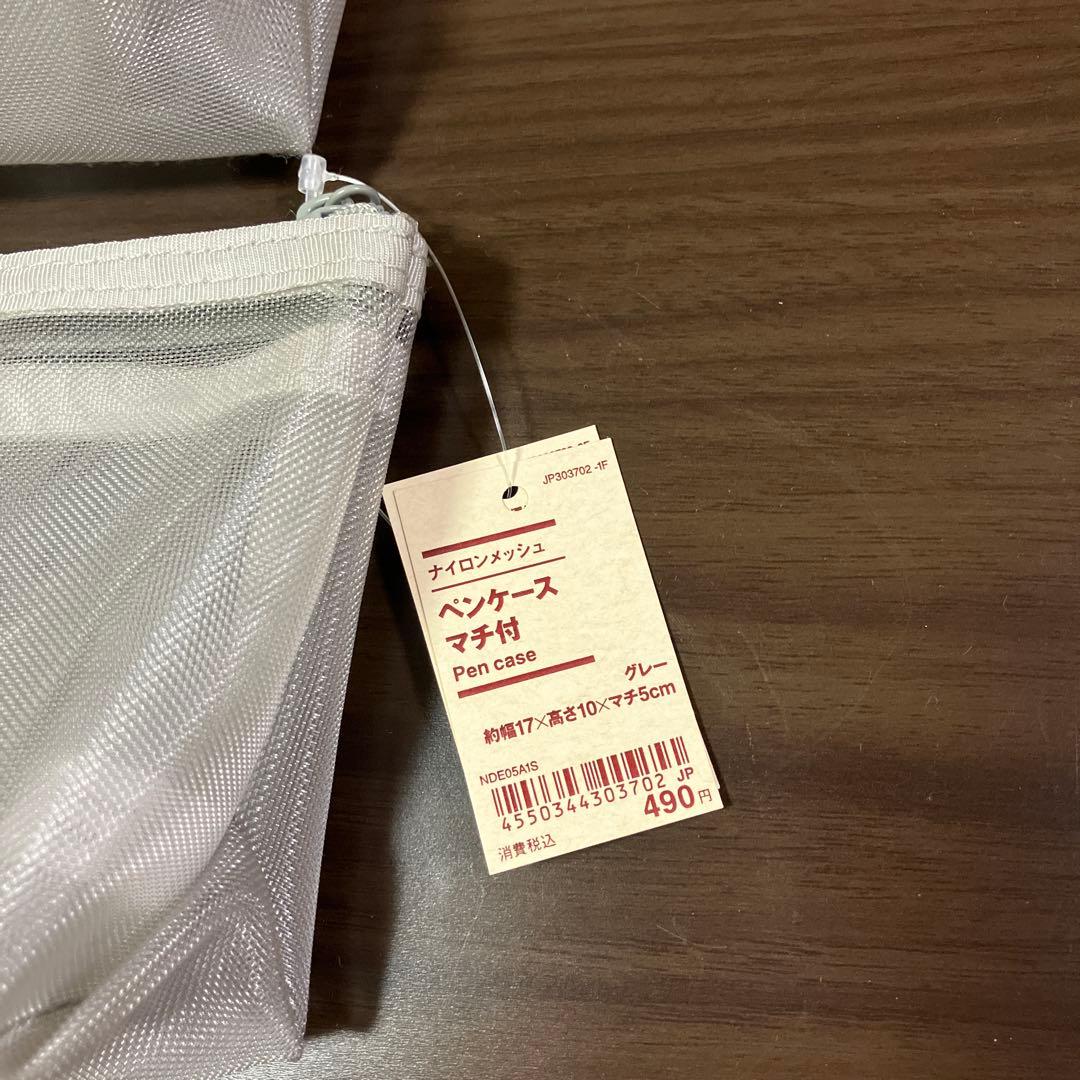 JP303702 -1F
ナイロンメッシュ
ペンケース
マチ付
Pen case
グレー
約幅17×高さ10×マチ5cm
NDE05A1S
4550344303702 JP
490円
消費税込